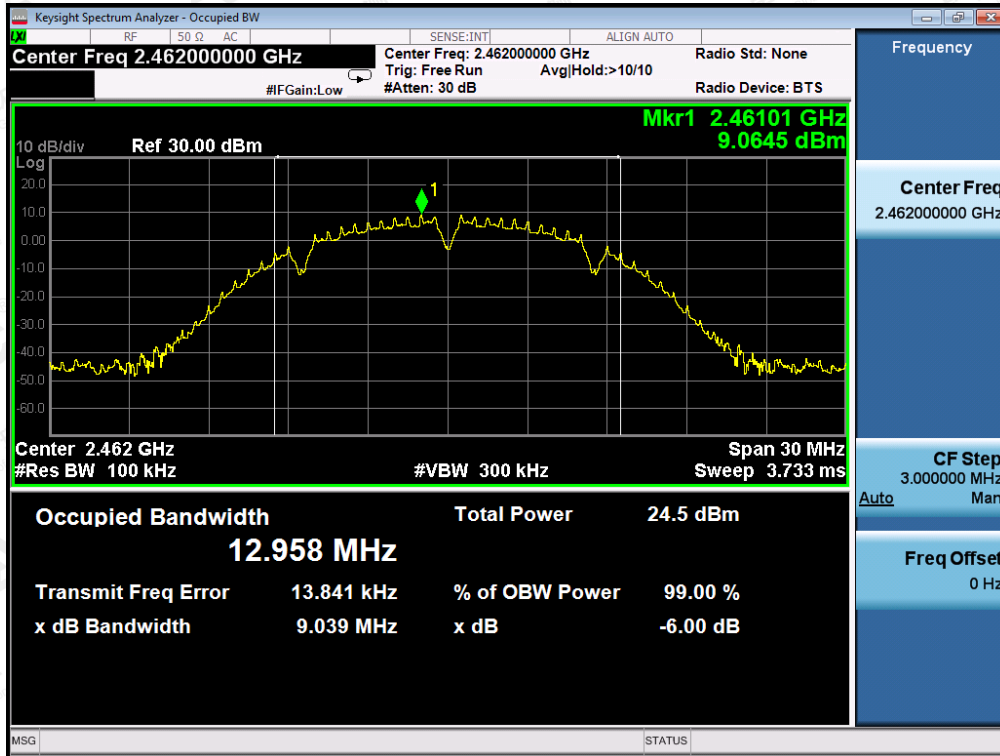 Keysight Spectrum Analyzer - Occupied BW
LXI RF 50 Ω AC SENSE:INT ALIGN AUTO
Center Freq 2.462000000 GHz
#IFGain:Low
Center Freq: 2.462000000 GHz
Trig: Free Run Avg|Hold:>10/10
#Atten: 30 dB
Radio Std: None
Radio Device: BTS
Mkr1 2.46101 GHz
9.0645 dBm
10 dB/div Ref 30.00 dBm
Log
20.0
10.0
0.00
-10.0
-20.0
-30.0
-40.0
-50.0
-60.0
1
Center 2.462 GHz Span 30 MHz
#Res BW 100 kHz #VBW 300 kHz Sweep 3.733 ms
Occupied Bandwidth Total Power 24.5 dBm
12.958 MHz
Transmit Freq Error 13.841 kHz % of OBW Power 99.00 %
x dB Bandwidth 9.039 MHz x dB -6.00 dB
MSG STATUS
Frequency
Center Freq
2.462000000 GHz
CF Step
3.000000 MHz
Auto Man
Freq Offset
0 Hz